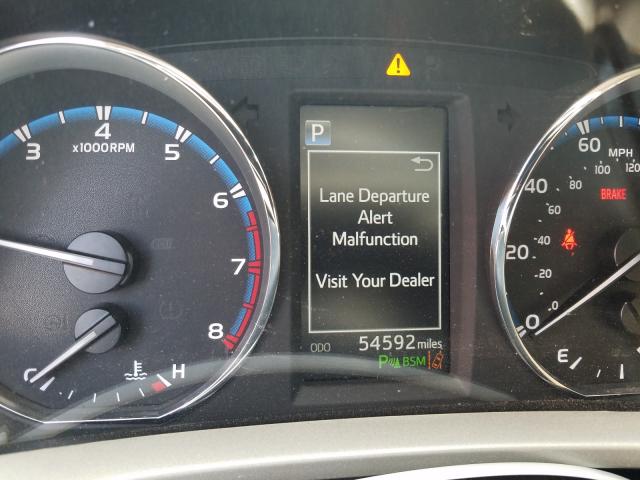 3 4 5 6 7 8
x1000RPM
H
P
Lane Departure
Alert
Malfunction
Visit Your Dealer
ODO 54592 miles
P BSM
60 MPH
100 120
40 80
BRAKE
60
20 40
20
0 0
E